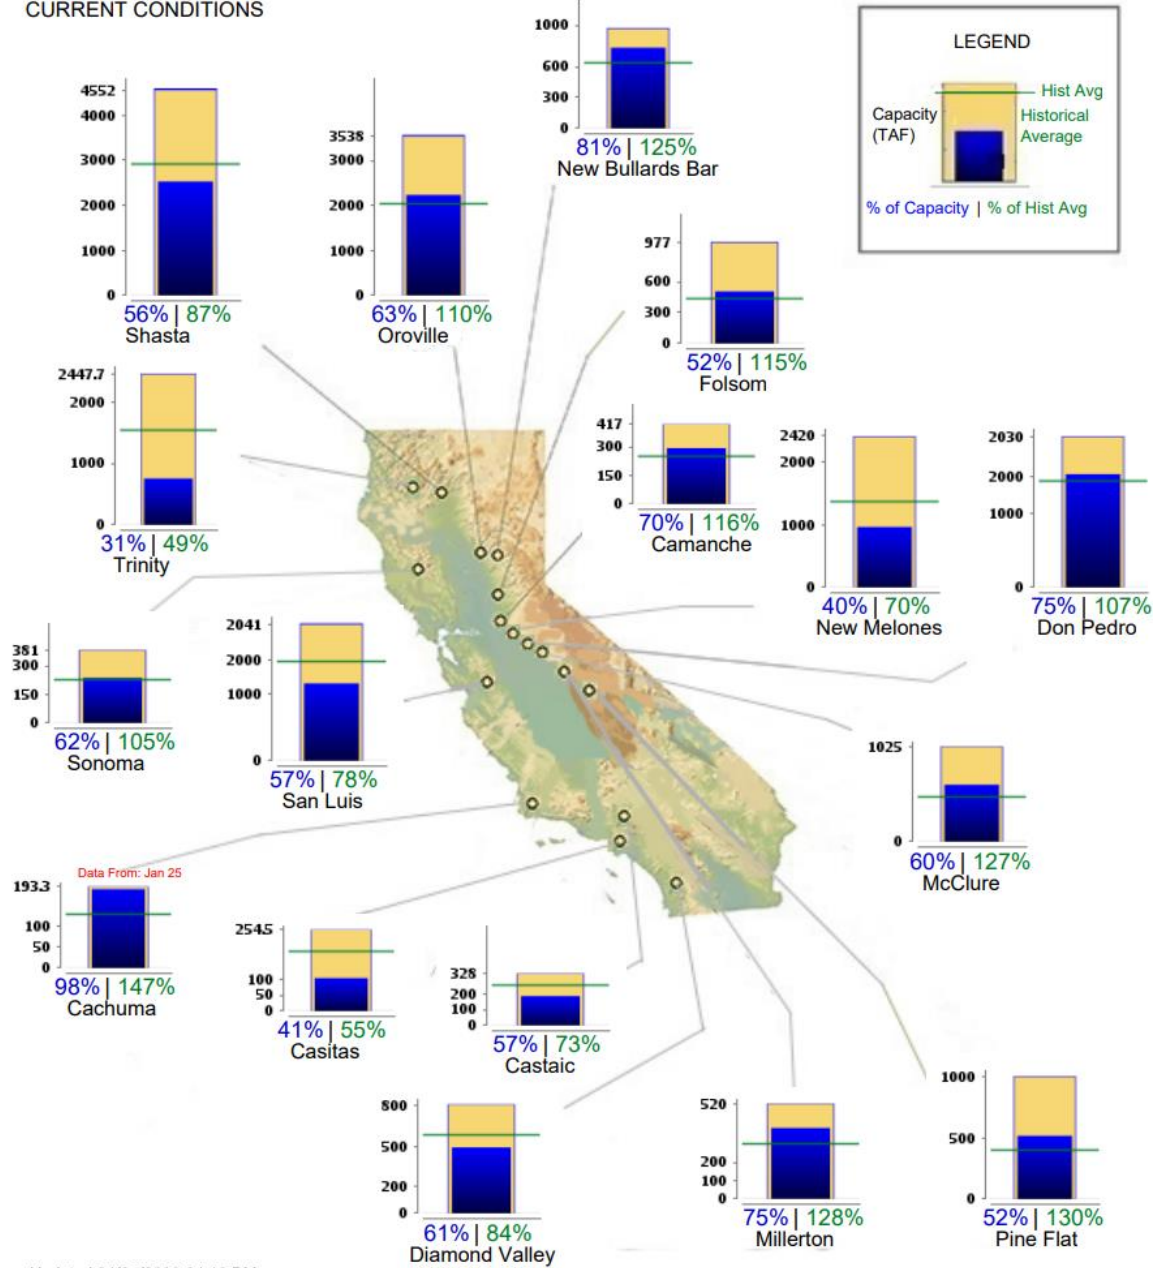 CURRENT CONDITIONS
1000
600
300
0
81% | 125%
New Bullards Bar
LEGEND
Hist Avg
Capacity
(TAF)
Historical
Average
% of Capacity | % of Hist Avg
4552
4000
3000
2000
1000
0
56% | 87%
Shasta
3538
3000
2000
1000
0
63% | 110%
Oroville
977
600
300
0
52% | 115%
Folsom
2447.7
2000
1000
0
31% | 49%
Trinity
417
300
150
0
70% | 116%
Camanche
2420
2000
1000
0
40% | 70%
New Melones
2030
2000
1000
0
75% | 107%
Don Pedro
381
300
150
0
62% | 105%
Sonoma
2041
2000
1000
0
57% | 78%
San Luis
1025
0
60% | 127%
McClure
Data From: Jan 25
193.3
100
50
0
98% | 147%
Cachuma
254.5
100
50
0
41% | 55%
Casitas
328
200
100
0
57% | 73%
Castaic
800
500
200
0
61% | 84%
Diamond Valley
520
200
100
0
75% | 128%
Millerton
1000
500
0
52% | 130%
Pine Flat